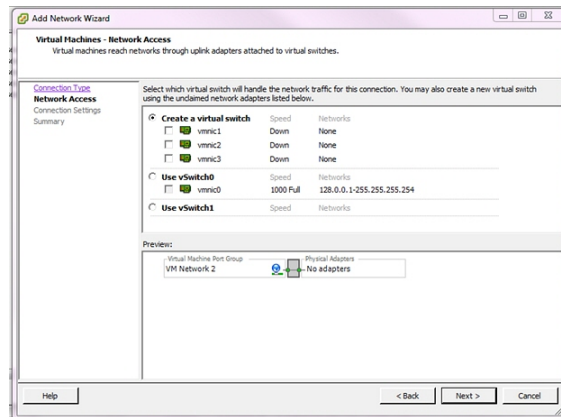 Add Network Wizard
Virtual Machines - Network Access
Virtual machines reach networks through uplink adapters attached to virtual switches.
Connection Type
Network Access
Connection Settings
Summary
Select which virtual switch will handle the network traffic for this connection. You may also create a new virtual switch
using the unclaimed network adapters listed below.
Create a virtual switch Speed Networks
vmnic1 Down None
vmnic2 Down None
vmnic3 Down None
Use vSwitch0 Speed Networks
vmnic0 1000 Full 128.0.0.1-255.255.255.254
Use vSwitch1 Speed Networks
Preview:
Virtual Machine Port Group Physical Adapters
VM Network 2 No adapters
Help < Back Next > Cancel